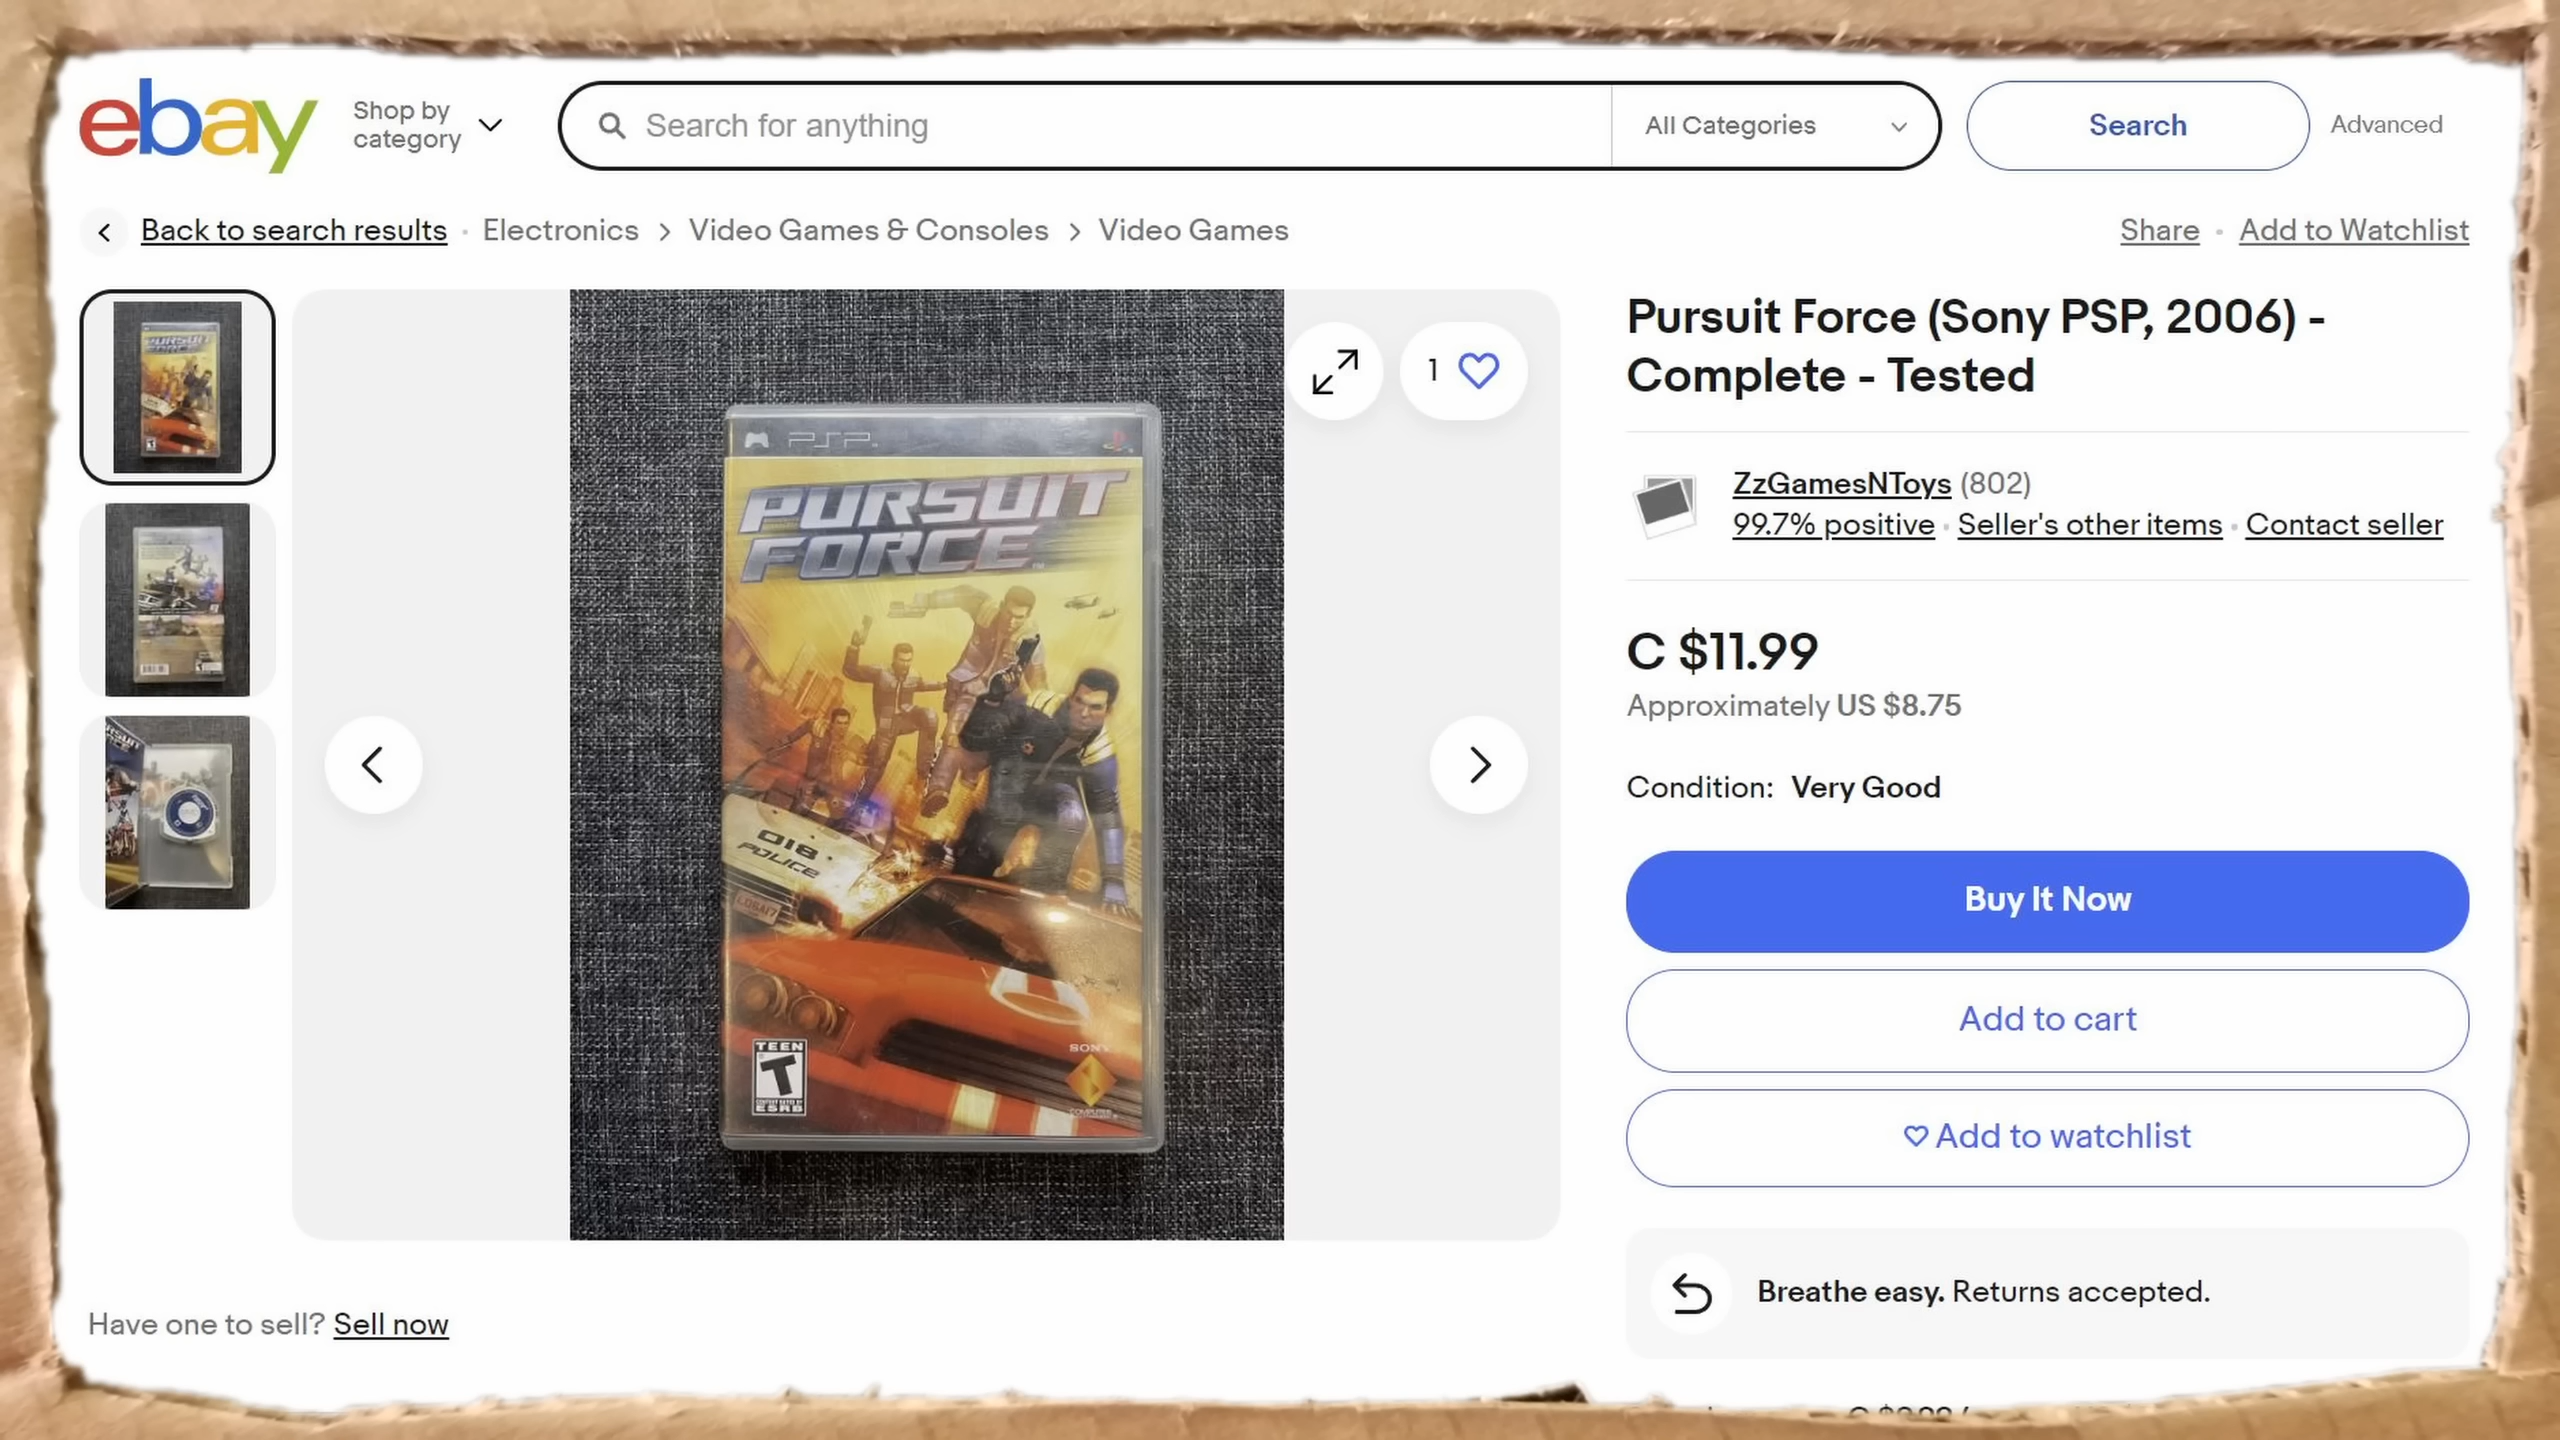 ebay
Shop by
category
Search for anything
All Categories
Search
Advanced
Back to search results · Electronics > Video Games & Consoles > Video Games
Share · Add to Watchlist
1
PSP
PURSUIT
FORCE
018
POLICE
TEEN
T
ESRB
SONY
COMPUTER
Pursuit Force (Sony PSP, 2006) -
Complete - Tested
ZzGamesNToys (802)
99.7% positive · Seller's other items · Contact seller
C $11.99
Approximately US $8.75
Condition: Very Good
Buy It Now
Add to cart
Add to watchlist
Breathe easy. Returns accepted.
Have one to sell? Sell now